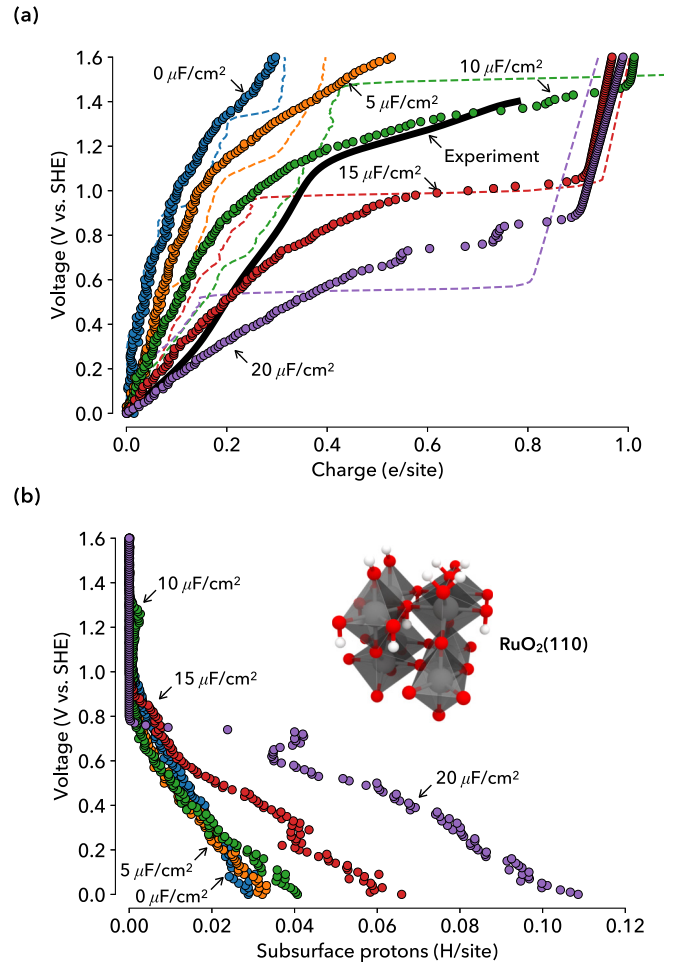 (a)
1.6
1.4
1.2
1.0
0.8
0.6
0.4
0.2
0.0
Voltage (V vs. SHE)
0 μF/cm²
5 μF/cm²
10 μF/cm²
Experiment
15 μF/cm²
20 μF/cm²
0.0 0.2 0.4 0.6 0.8 1.0
Charge (e/site)
(b)
1.6
1.4
1.2
1.0
0.8
0.6
0.4
0.2
0.0
Voltage (V vs. SHE)
10 μF/cm²
RuO₂(110)
15 μF/cm²
20 μF/cm²
5 μF/cm²
0 μF/cm²
0.00 0.02 0.04 0.06 0.08 0.10 0.12
Subsurface protons (H/site)